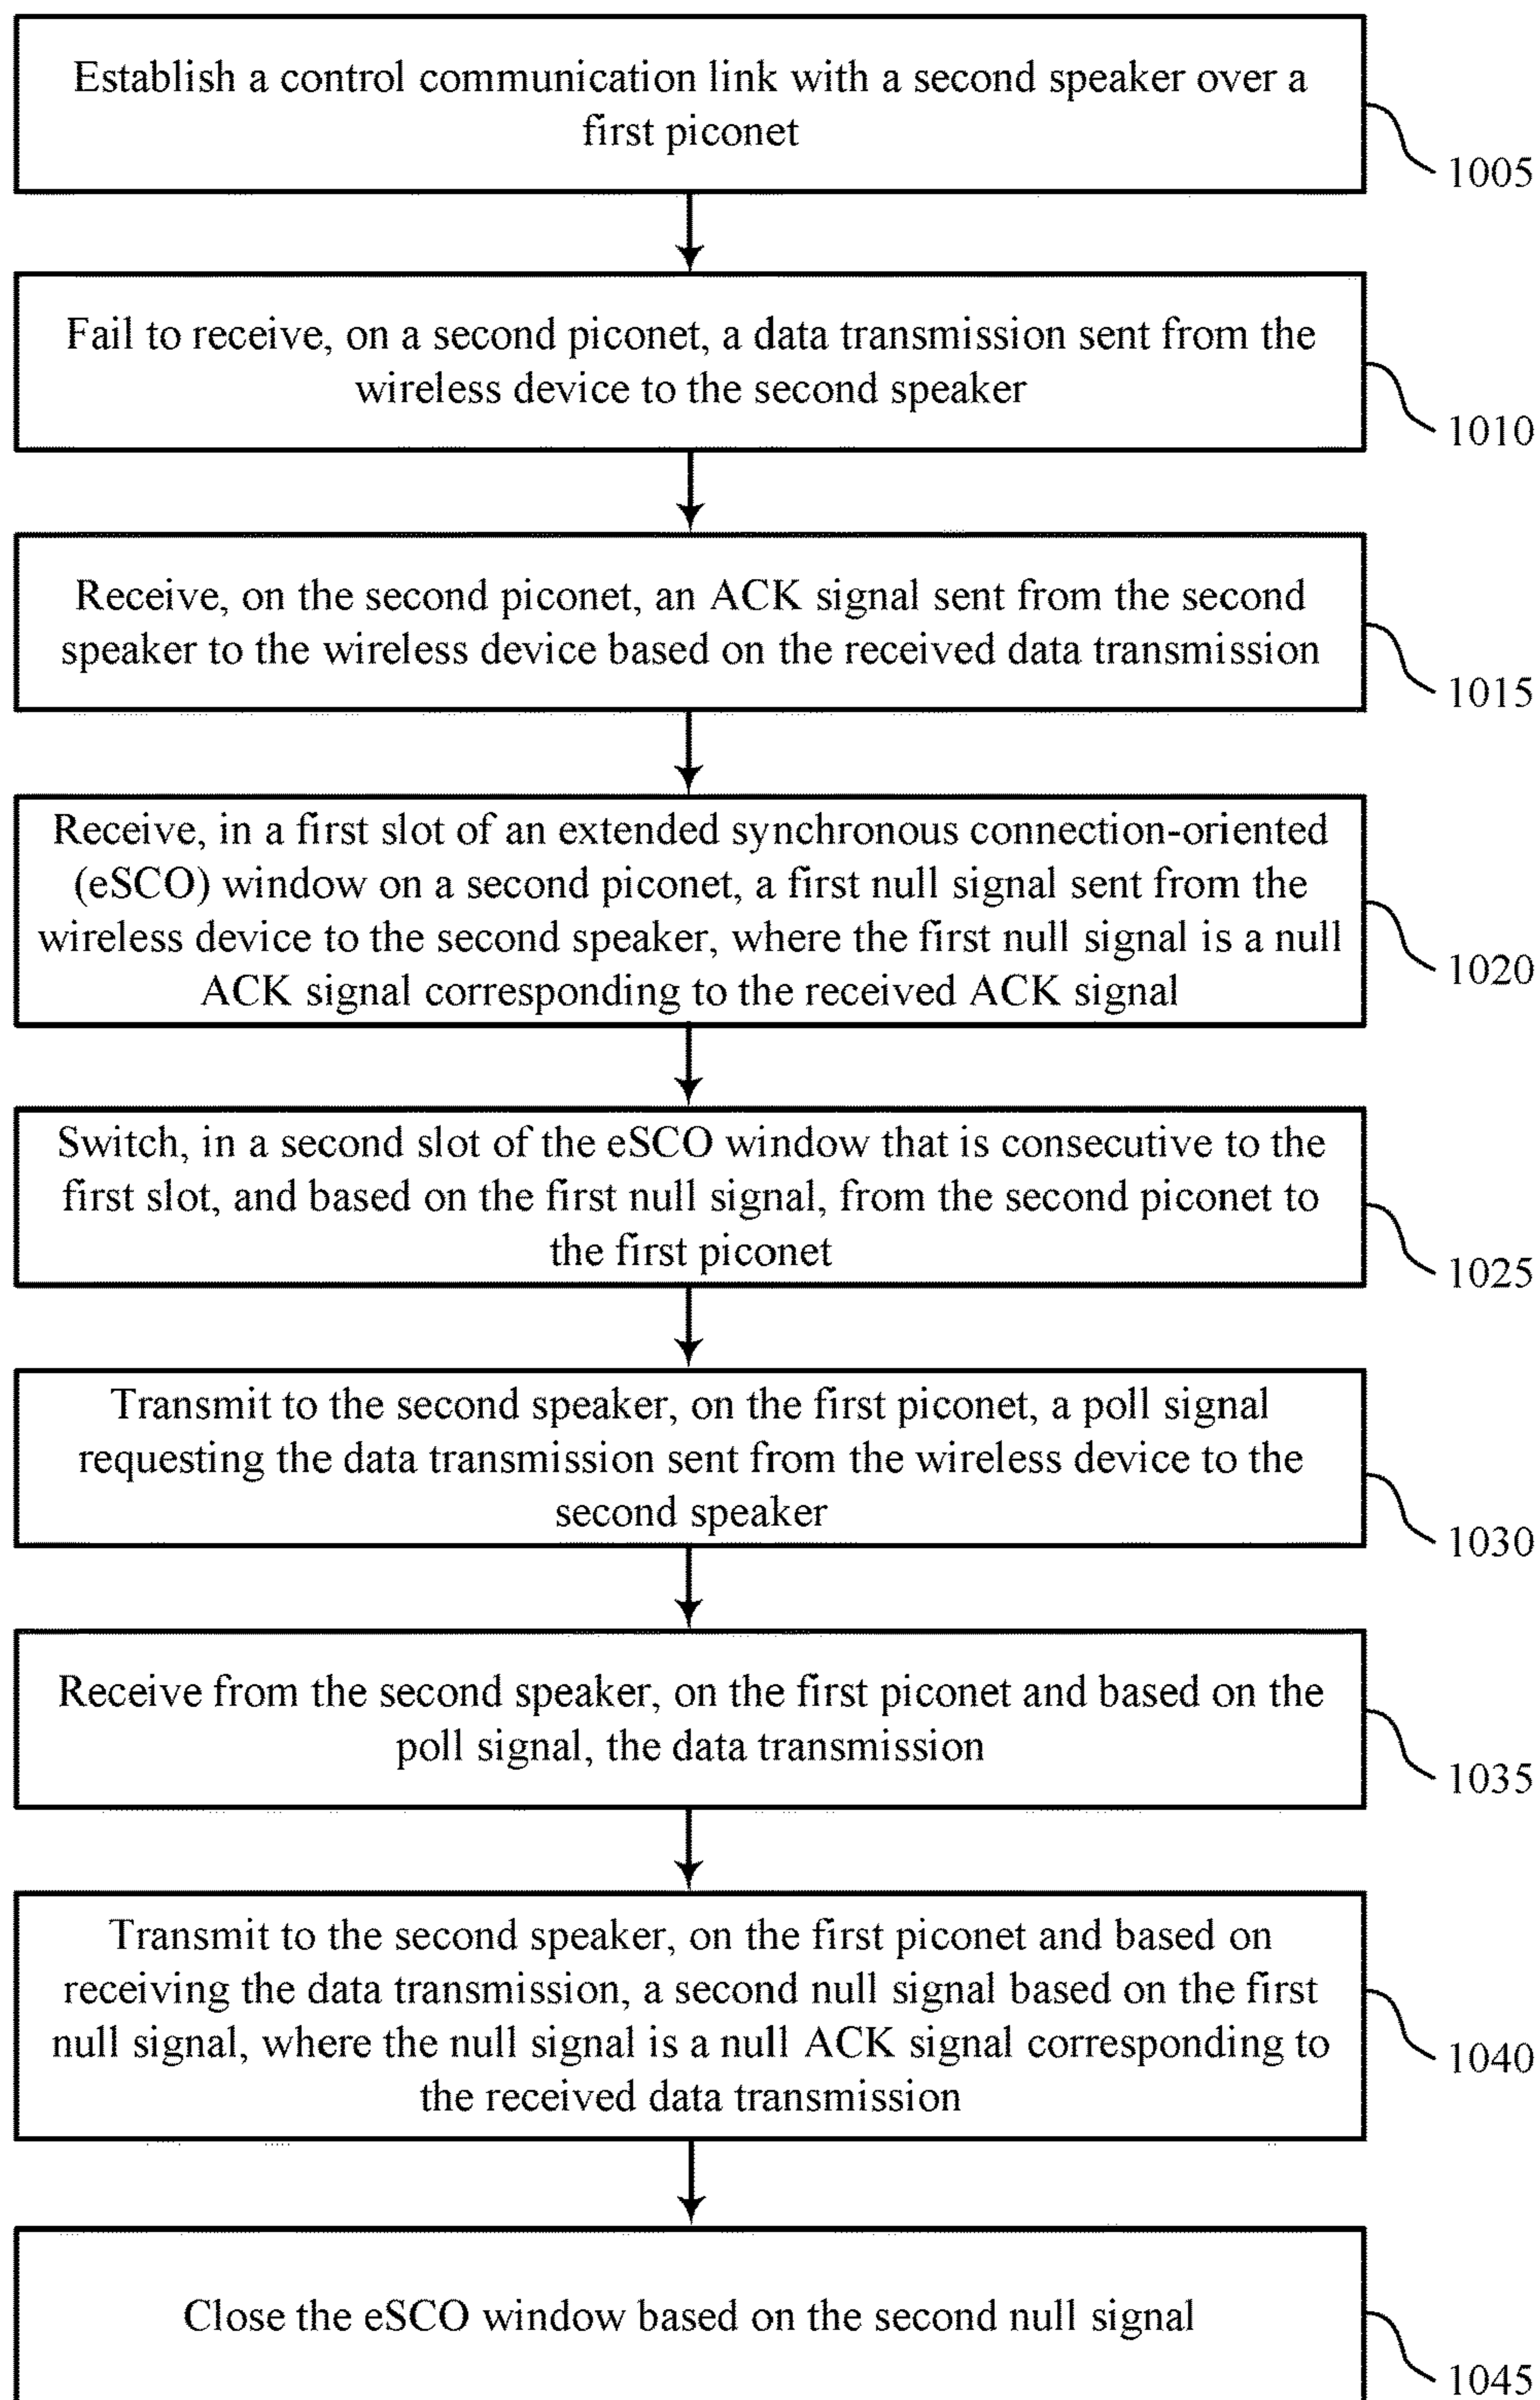 Establish a control communication link with a second speaker over a
first piconet
1005
Fail to receive, on a second piconet, a data transmission sent from the
wireless device to the second speaker
1010
Receive, on the second piconet, an ACK signal sent from the second
speaker to the wireless device based on the received data transmission
1015
Receive, in a first slot of an extended synchronous connection-oriented
(eSCO) window on a second piconet, a first null signal sent from the
wireless device to the second speaker, where the first null signal is a null
ACK signal corresponding to the received ACK signal
1020
Switch, in a second slot of the eSCO window that is consecutive to the
first slot, and based on the first null signal, from the second piconet to
the first piconet
1025
Transmit to the second speaker, on the first piconet, a poll signal
requesting the data transmission sent from the wireless device to the
second speaker
1030
Receive from the second speaker, on the first piconet and based on the
poll signal, the data transmission
1035
Transmit to the second speaker, on the first piconet and based on
receiving the data transmission, a second null signal based on the first
null signal, where the null signal is a null ACK signal corresponding to
the received data transmission
1040
Close the eSCO window based on the second null signal
1045